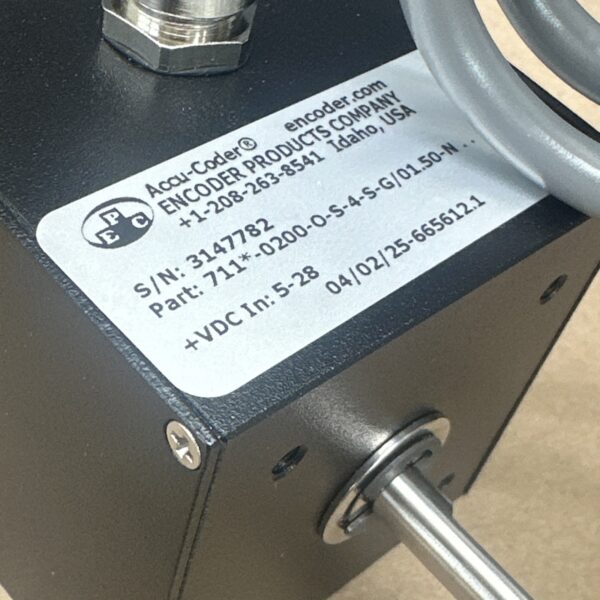 EPC
Accu-Coder® encoder.com
ENCODER PRODUCTS COMPANY
+1-208-263-8541 Idaho, USA
S/N: 3147782
Part: 711*-0200-O-S-4-S-G/01.50-N ..
+VDC In: 5-28
04/02/25-665612.1